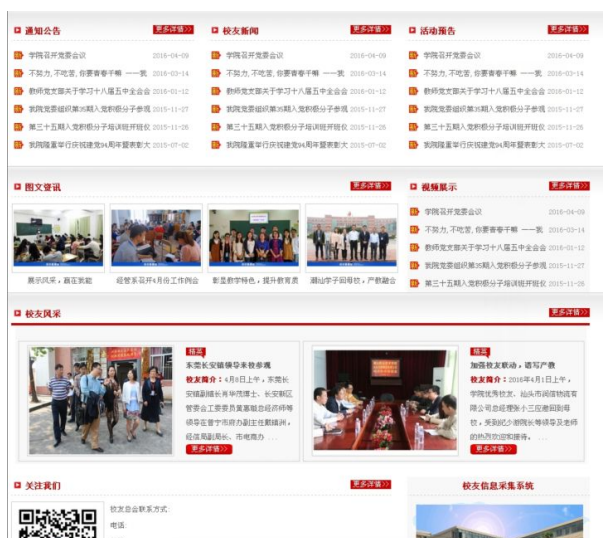 通知公告
更多详情>>
学院召开党委会议 2016-04-09
不努力,不吃苦,你要青春干嘛 一一我 2016-03-14
教师党支部关于学习十八届五中全会会 2016-01-12
我院党委组织第35期入党积极分子参观 2015-11-27
第三十五期入党积极分子培训班开班仪 2015-11-26
我院隆重举行庆祝建党94周年暨表彰大 2015-07-02
校友新闻
更多详情>>
学院召开党委会议 2016-04-09
不努力,不吃苦,你要青春干嘛 一一我 2016-03-14
教师党支部关于学习十八届五中全会会 2016-01-12
我院党委组织第35期入党积极分子参观 2015-11-27
第三十五期入党积极分子培训班开班仪 2015-11-26
我院隆重举行庆祝建党94周年暨表彰大 2015-07-02
活动预告
更多详情>>
学院召开党委会议 2016-04-09
不努力,不吃苦,你要青春干嘛 一一我 2016-03-14
教师党支部关于学习十八届五中全会会 2016-01-12
我院党委组织第35期入党积极分子参观 2015-11-27
第三十五期入党积极分子培训班开班仪 2015-11-26
我院隆重举行庆祝建党94周年暨表彰大 2015-07-02
图文资讯
更多详情>>
展示风采，赢在我能
经管系召开4月份工作例会
彰显教学特色，提升教育质
潮汕学子回母校，产教融合
视频展示
更多详情>>
学院召开党委会议 2016-04-09
不努力,不吃苦,你要青春干嘛 一一我 2016-03-14
教师党支部关于学习十八届五中全会会 2016-01-12
我院党委组织第35期入党积极分子参观 2015-11-27
第三十五期入党积极分子培训班开班仪 2015-11-26
校友风采
更多详情>>
精英
东莞长安镇领导来校参观
校友简介：4月8日上午，东莞长
安镇副镇长肖华茂博士、长安新区
管委会工委委员黄惠顺总经济师等
领导在普宁市府办副主任戴镇洲，
经信局副局长、市电商办 ...
更多详情>>
精英
加强校友联动，谱写产教
校友简介：2016年4月1日上午，
学院优秀校友、汕头市润信物流有
限公司总经理张小三应邀回到母
校，受到纪少游院长等领导及老师
的热烈欢迎和接待。 ...
更多详情>>
关注我们
更多详情>>
校友总会联系方式:
电话:
校友信息采集系统